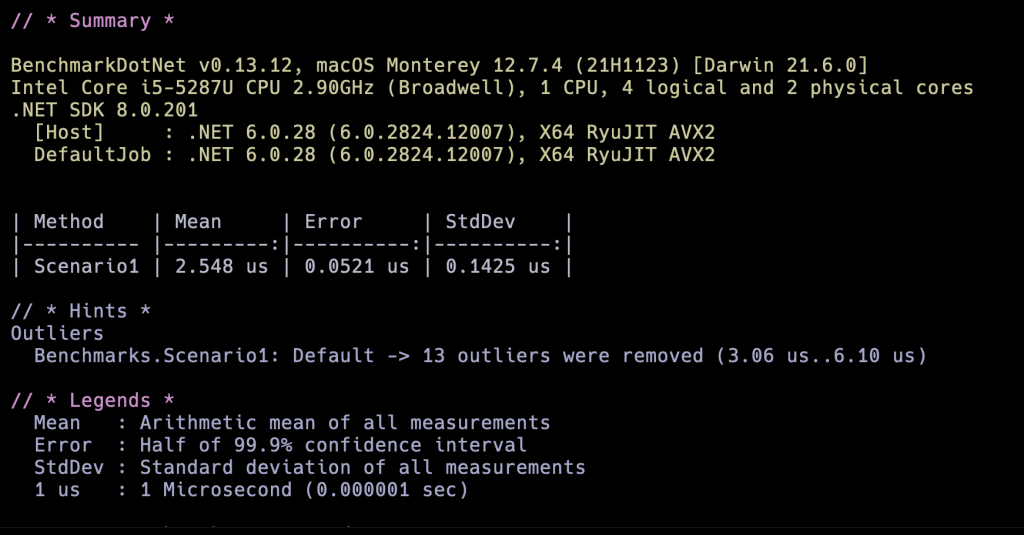 // * Summary *

BenchmarkDotNet v0.13.12, macOS Monterey 12.7.4 (21H1123) [Darwin 21.6.0]
Intel Core i5-5287U CPU 2.90GHz (Broadwell), 1 CPU, 4 logical and 2 physical cores
.NET SDK 8.0.201
  [Host]     : .NET 6.0.28 (6.0.2824.12007), X64 RyuJIT AVX2
  DefaultJob : .NET 6.0.28 (6.0.2824.12007), X64 RyuJIT AVX2

| Method    | Mean     | Error     | StdDev    |
|---------- |---------:|----------:|----------:|
| Scenario1 | 2.548 us | 0.0521 us | 0.1425 us |

// * Hints *
Outliers
  Benchmarks.Scenario1: Default -> 13 outliers were removed (3.06 us..6.10 us)

// * Legends *
  Mean   : Arithmetic mean of all measurements
  Error  : Half of 99.9% confidence interval
  StdDev : Standard deviation of all measurements
  1 us   : 1 Microsecond (0.000001 sec)